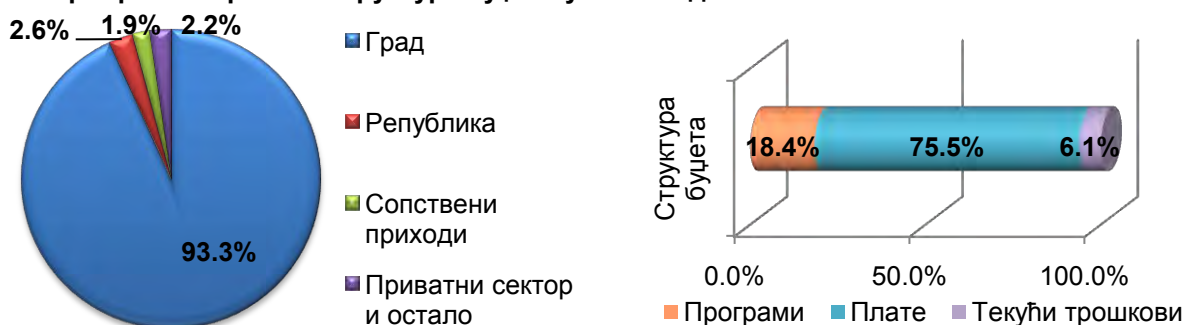 2.6%
1.9%
2.2%
93.3%
Град
Република
Сопствени
приходи
Приватни сектор
и остало
Структура
буџета
18.4%
75.5%
6.1%
0.0%
50.0%
100.0%
Програми
Плате
Текући трошкови